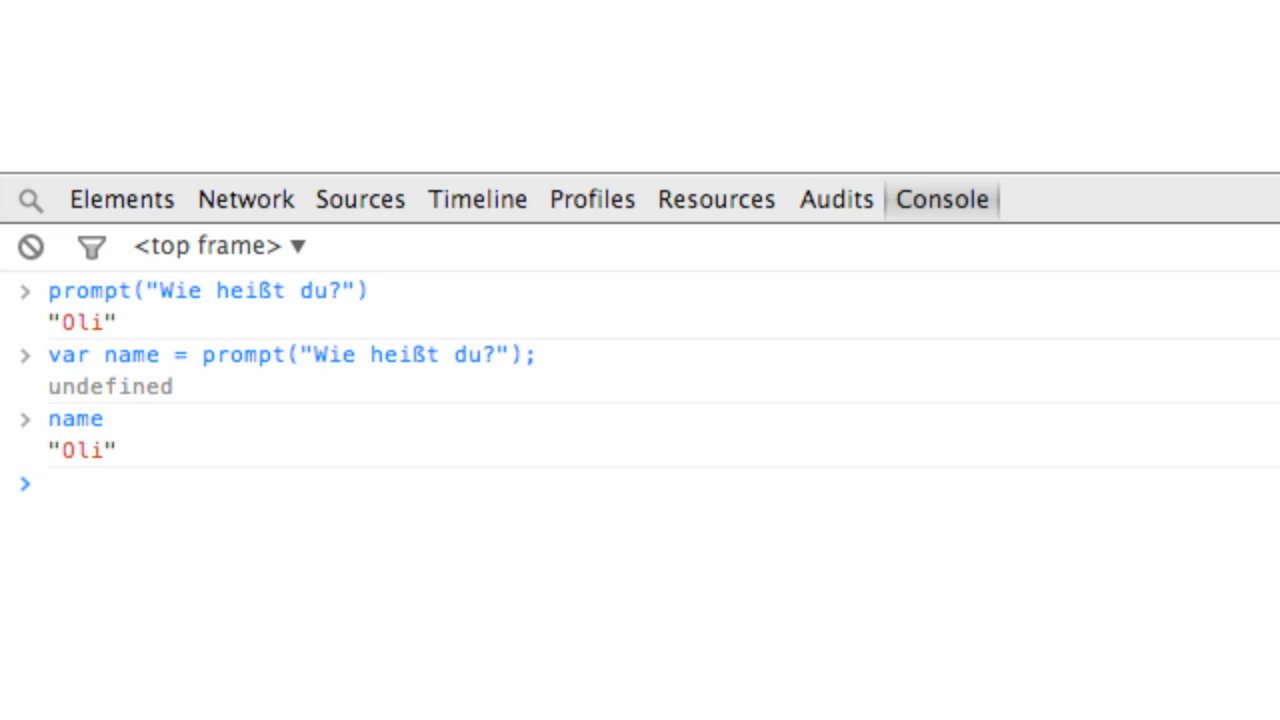 Elements Network Sources Timeline Profiles Resources Audits Console
<top frame> ▼
> prompt("Wie heißt du?")
"Oli"
> var name = prompt("Wie heißt du?");
undefined
> name
"Oli"
>